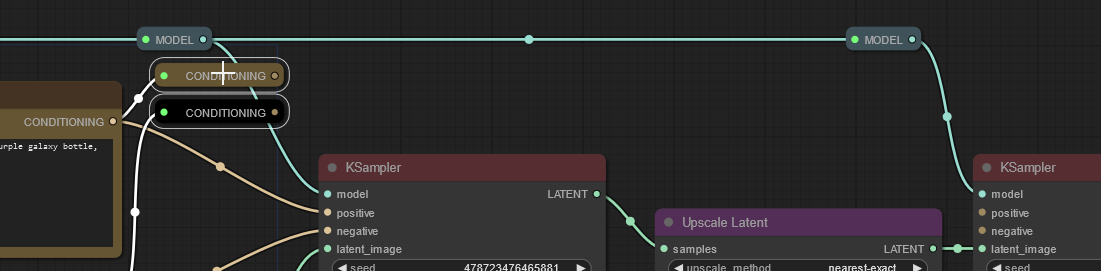 MODEL
MODEL
CONDITIONING
CONDITIONING
CONDITIONING
urple galaxy bottle,
KSampler
model
LATENT
positive
negative
latent_image
seed
478723476465881
Upscale Latent
samples
LATENT
upscale_method
nearest-exact
KSampler
model
positive
negative
latent_image
seed